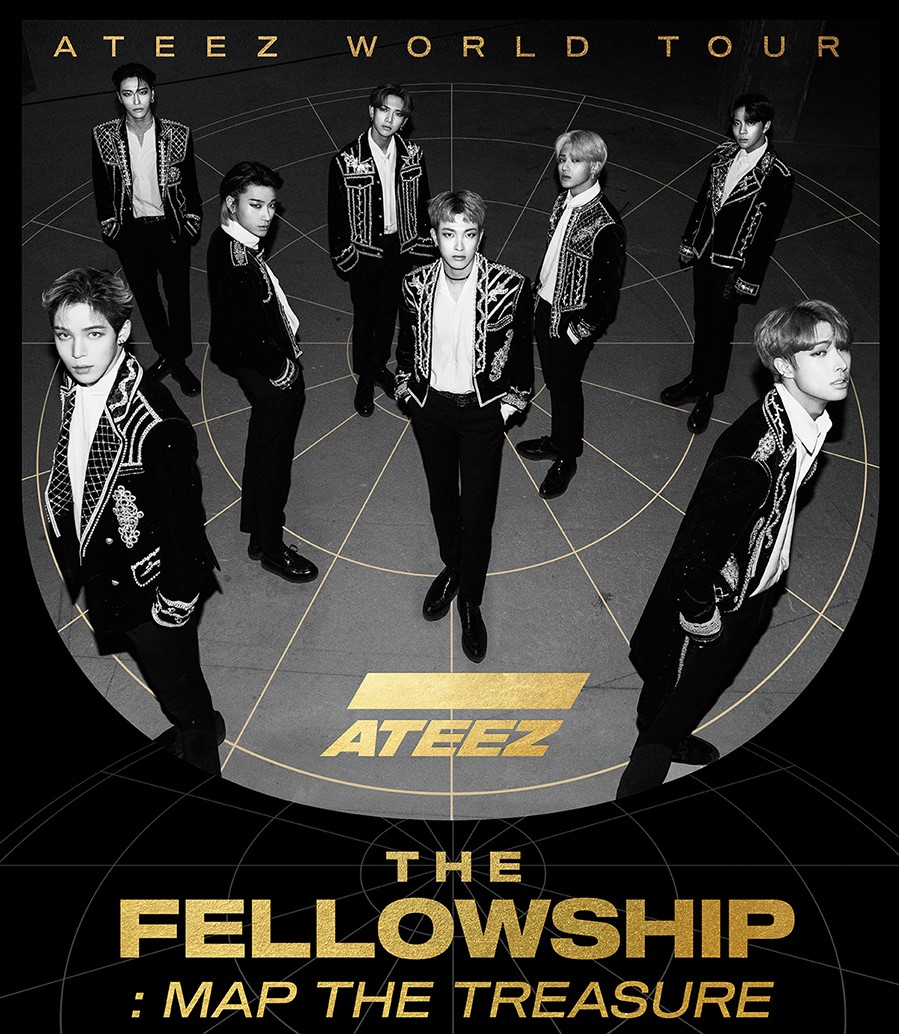 ATEEZ WORLD TOUR
ATEEZ
THE
FELLOWSHIP
: MAP THE TREASURE